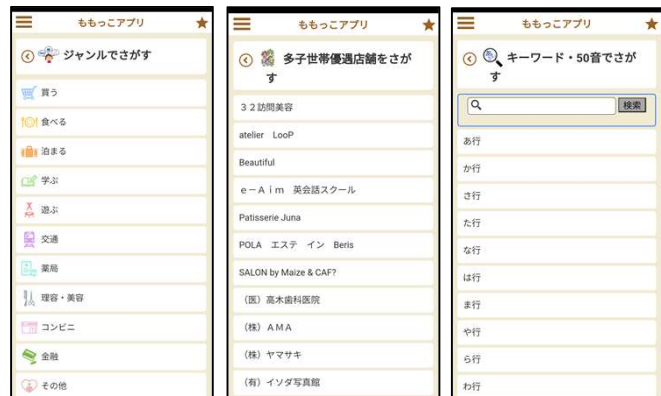 ももっこアプリ
ジャンルでさがす
買う
食べる
泊まる
学ぶ
遊ぶ
交通
薬局
理容・美容
コンビニ
金融
その他
ももっこアプリ
多子世帯優遇店舗をさが
す
３２訪問美容
atelier　LooP
Beautiful
ｅ－Ａｉｍ　英会話スクール
Patisserie Juna
POLA　エステ　イン　Beris
SALON by Maize & CAF?
（医）高木歯科医院
（株）ＡＭＡ
（株）ヤマサキ
（有）イソダ写真館
ももっこアプリ
キーワード・50音でさが
す
検索
あ行
か行
さ行
た行
な行
は行
ま行
や行
ら行
わ行